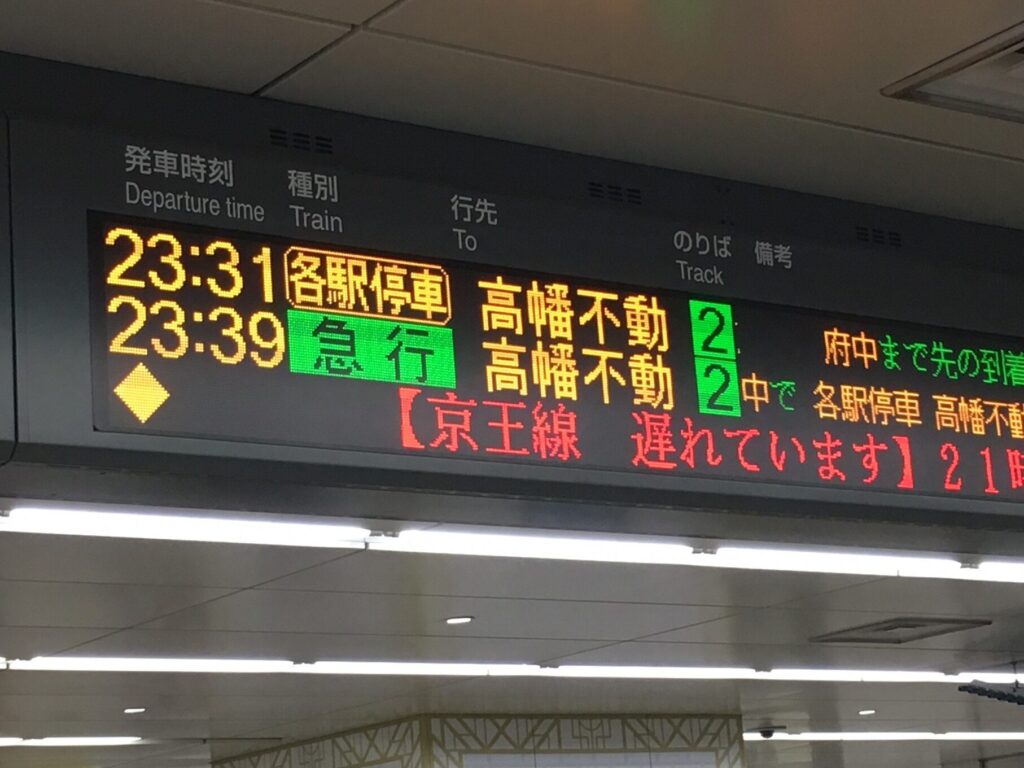 発車時刻 種別 行先 のりば 備考
Departure time Train To Track
23:31 各駅停車 高幡不動 2 府中まで先の到着
23:39 急行 高幡不動 2 中で 各駅停車 高幡不動
【京王線 遅れています】21時